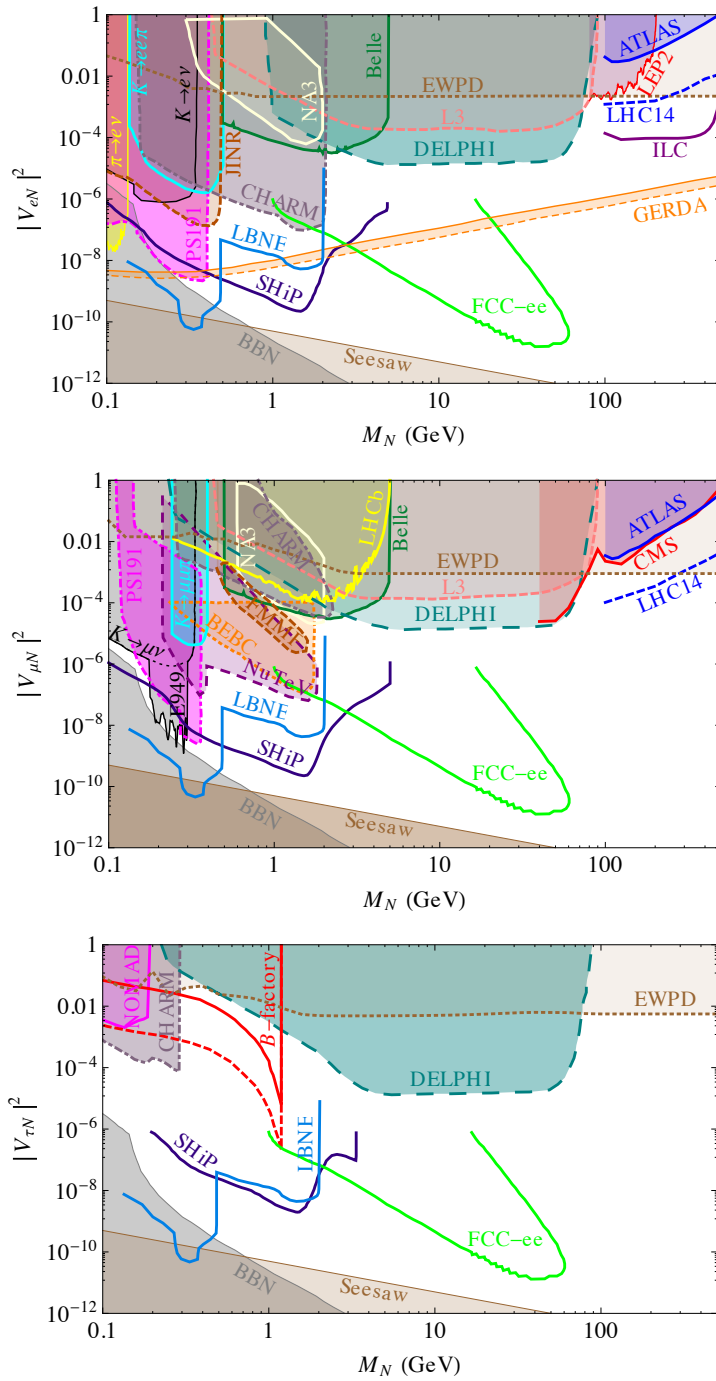 1
0.01
10⁻⁴
10⁻⁶
10⁻⁸
10⁻¹⁰
10⁻¹²
|V_eN|²
π→eν
K→eeπ
K→eν
PS191
JINR
CHARM
NA3
Belle
EWPD
L3
DELPHI
ATLAS
LEP2
LHC14
ILC
GERDA
LBNE
SHiP
FCC−ee
BBN
Seesaw
0.1
1
10
100
M_N (GeV)
1
0.01
10⁻⁴
10⁻⁶
10⁻⁸
10⁻¹⁰
10⁻¹²
|V_μN|²
PS191
K→μν
E949
BEBC
FMMF
NuTeV
NA3
CHARM
LHCb
Belle
EWPD
L3
DELPHI
ATLAS
CMS
LHC14
LBNE
SHiP
FCC−ee
BBN
Seesaw
0.1
1
10
100
M_N (GeV)
1
0.01
10⁻⁴
10⁻⁶
10⁻⁸
10⁻¹⁰
10⁻¹²
|V_τN|²
NOMAD
CHARM
B−factory
EWPD
DELPHI
SHiP
LBNE
FCC−ee
BBN
Seesaw
0.1
1
10
100
M_N (GeV)